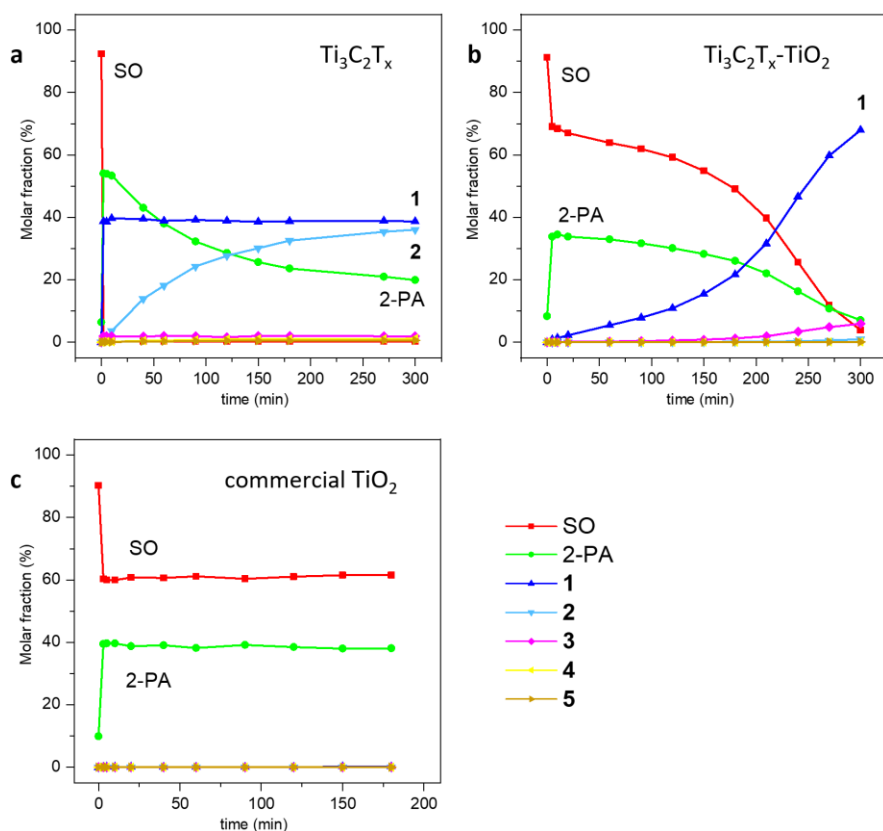 a
Ti₃C₂Tₓ
SO
1
2
2-PA
100
80
60
40
20
0
Molar fraction (%)
0 50 100 150 200 250 300
time (min)
b
Ti₃C₂Tₓ-TiO₂
SO
1
2-PA
100
80
60
40
20
0
Molar fraction (%)
0 50 100 150 200 250 300
time (min)
c
commercial TiO₂
SO
2-PA
100
80
60
40
20
0
Molar fraction (%)
0 50 100 150 200
time (min)
SO
2-PA
1
2
3
4
5